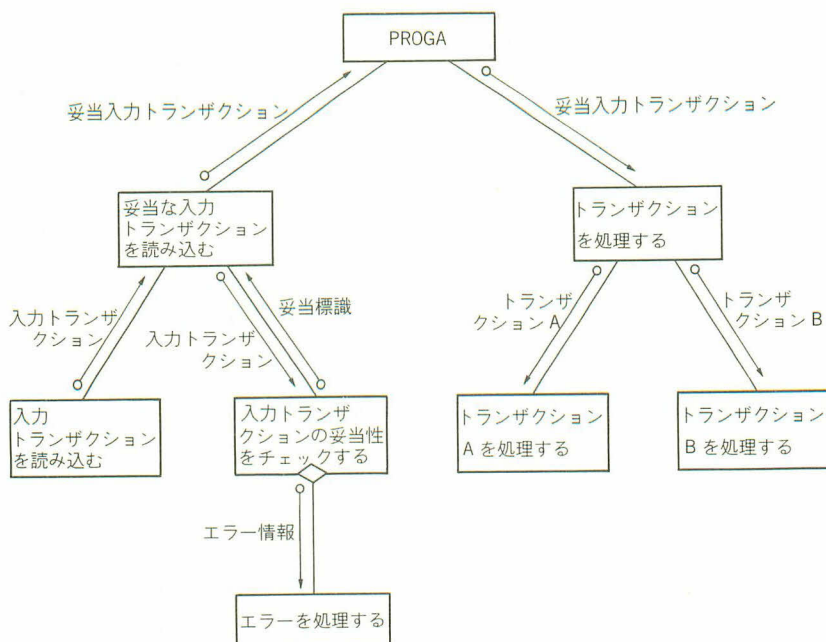 PROGA
妥当入力トランザクション
妥当入力トランザクション
妥当な入力
トランザクション
を読み込む
トランザクション
を処理する
入力トランザ
クション
入力トランザ
クション
妥当標識
トランザ
クションA
トランザ
クションB
入力
トランザクション
を読み込む
入力トランザ
クションの妥当性
をチェックする
トランザクション
Aを処理する
トランザクション
Bを処理する
エラー情報
エラーを処理する